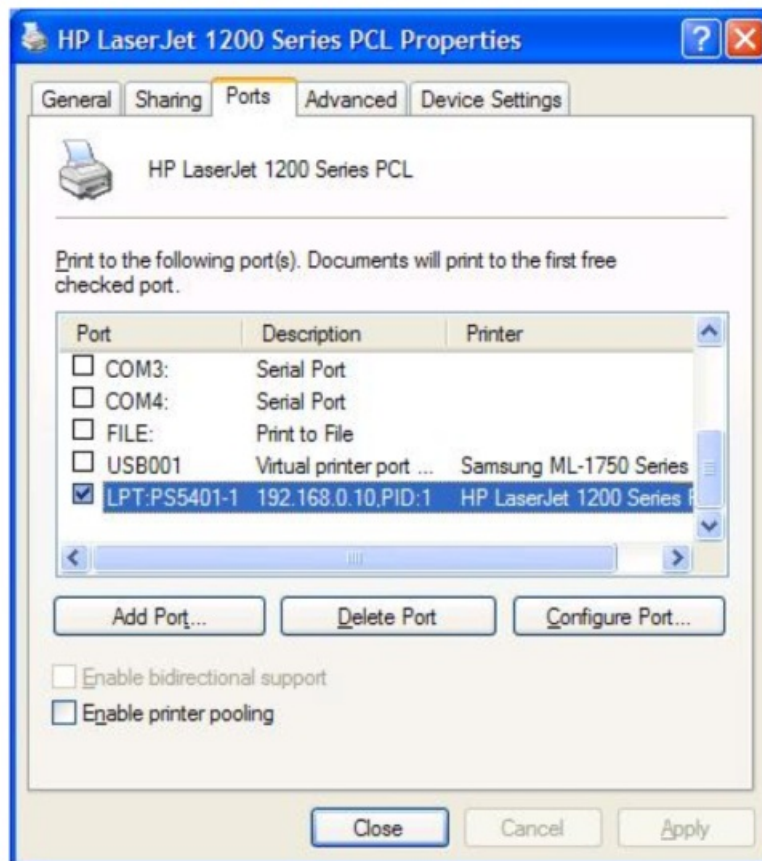 HP LaserJet 1200 Series PCL Properties
General Sharing Ports Advanced Device Settings
HP LaserJet 1200 Series PCL
Print to the following port(s). Documents will print to the first free
checked port.
Port Description Printer
COM3: Serial Port
COM4: Serial Port
FILE: Print to File
USB001 Virtual printer port ... Samsung ML-1750 Series
LPT:PS5401-1 192.168.0.10,PID:1 HP LaserJet 1200 Series
Add Port... Delete Port Configure Port...
Enable bidirectional support
Enable printer pooling
Close Cancel Apply